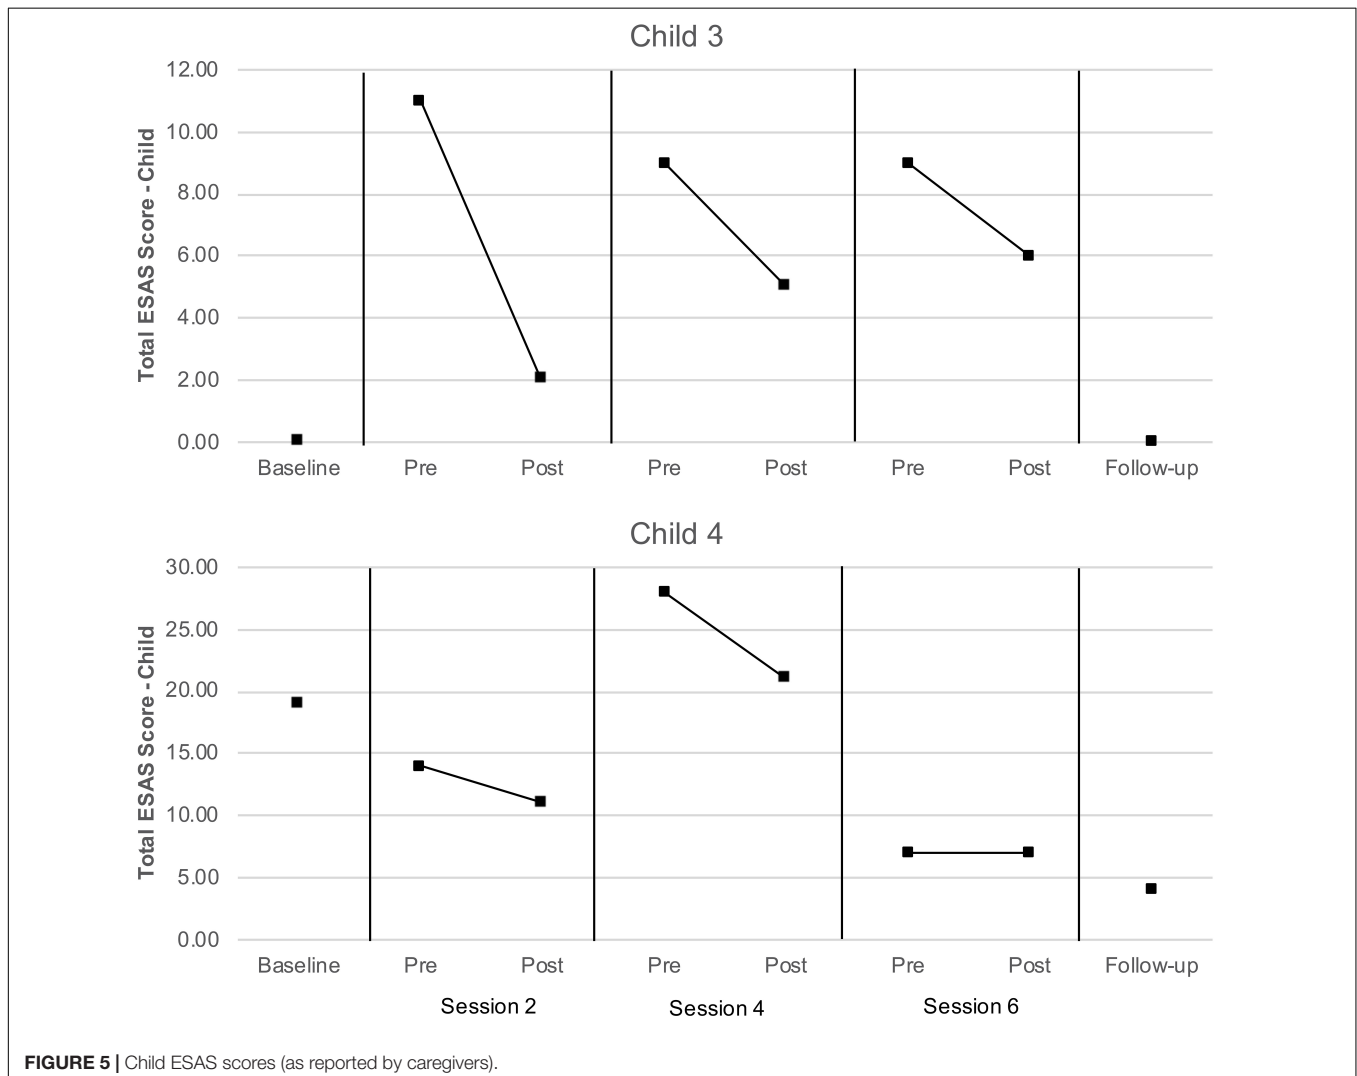 Child 3
Total ESAS Score - Child
12.00
10.00
8.00
6.00
4.00
2.00
0.00
Baseline Pre Post Pre Post Pre Post Follow-up
Child 4
Total ESAS Score - Child
30.00
25.00
20.00
15.00
10.00
5.00
0.00
Baseline Pre Post Pre Post Pre Post Follow-up
Session 2 Session 4 Session 6
FIGURE 5 | Child ESAS scores (as reported by caregivers).